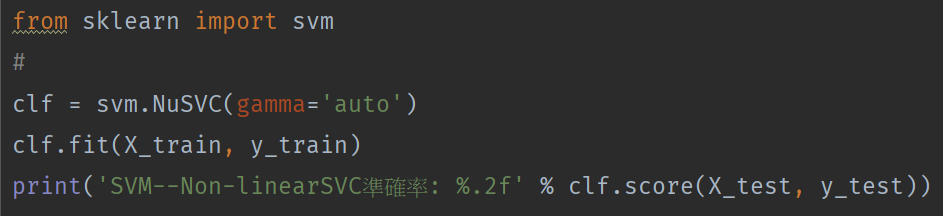 from sklearn import svm
#
clf = svm.NuSVC(gamma='auto')
clf.fit(X_train, y_train)
print('SVM--Non-linearSVC準確率: %.2f' % clf.score(X_test, y_test))